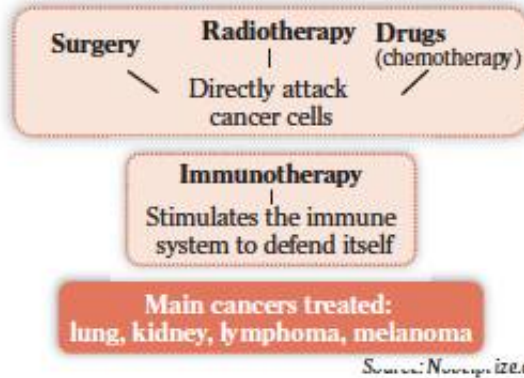 Surgery
Radiotherapy
Drugs
(chemotherapy)
Directly attack
cancer cells
Immunotherapy
Stimulates the immune
system to defend itself
Main cancers treated:
lung, kidney, lymphoma, melanoma